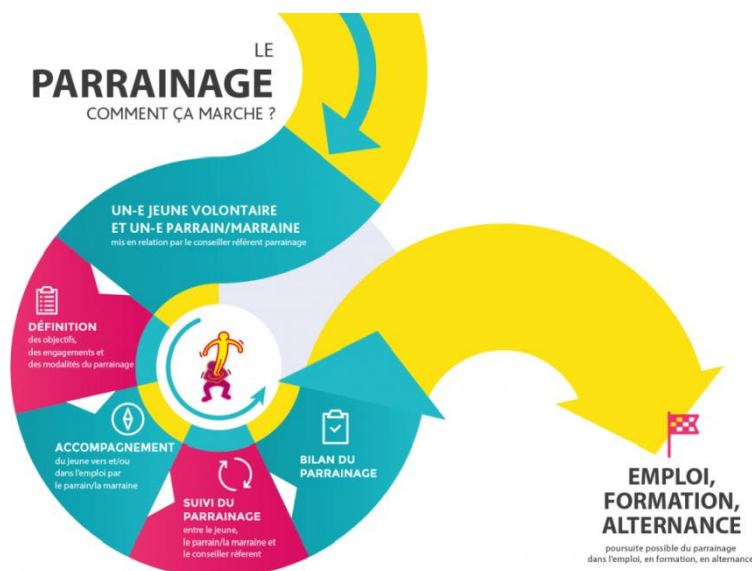 LE
PARRAINAGE
COMMENT ÇA MARCHE ?
UN-E JEUNE VOLONTAIRE
ET UN-E PARRAIN/MARRAINE
mis en relation par le conseiller référent parrainage
DÉFINITION
des objectifs,
des engagements et
des modalités du parrainage
ACCOMPAGNEMENT
du jeune vers et/ou
dans l'emploi par
le parrain/la marraine
SUIVI DU
PARRAINAGE
entre le jeune,
le parrain/la marraine et
le conseiller réferent
BILAN DU
PARRAINAGE
EMPLOI,
FORMATION,
ALTERNANCE
poursuite possible du parrainage
dans l'emploi, en formation, en alternance